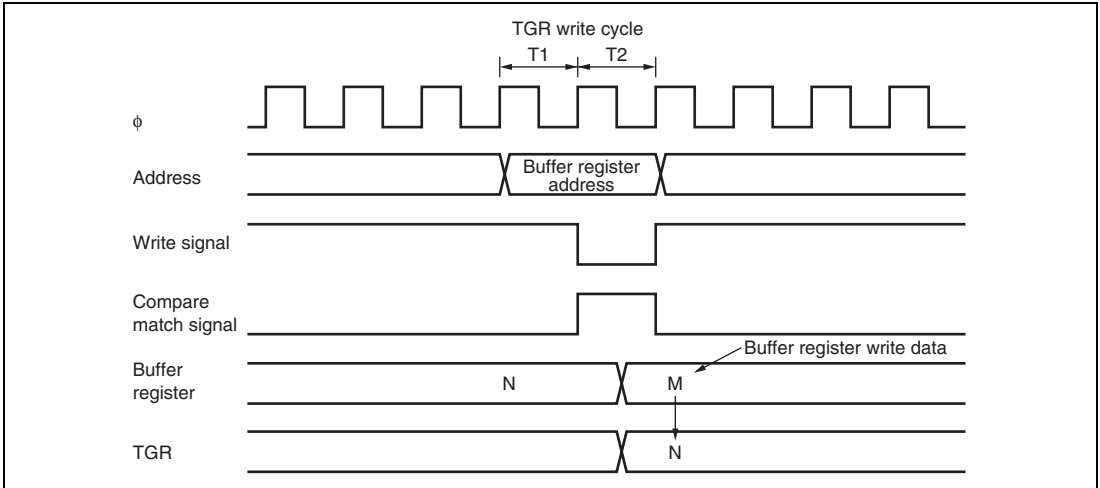 TGR write cycle
T1 T2
ϕ
Address
Buffer register
address
Write signal
Compare
match signal
Buffer register write data
Buffer
register
N M
TGR
N